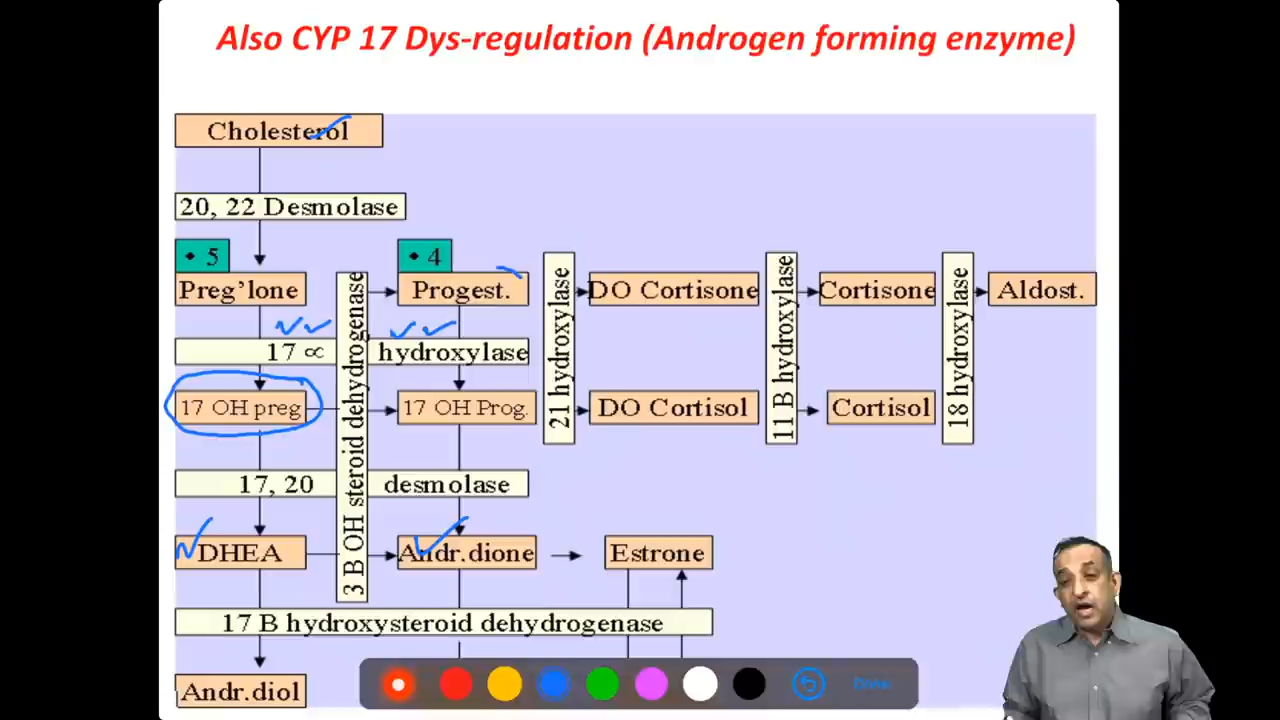 Also CYP 17 Dys-regulation (Androgen forming enzyme)
Cholesterol
20, 22 Desmolase
• 5
• 4
Preg'lone
Progest.
DO Cortisone
Cortisone
Aldost.
17 ∝ hydroxylase
3 B OH steroid dehydrogenase
21 hydroxylase
11 B hydroxylase
18 hydroxylase
17 OH preg
17 OH Prog.
DO Cortisol
Cortisol
17, 20 desmolase
DHEA
Andr.dione
Estrone
17 B hydroxysteroid dehydrogenase
Andr.diol
Done